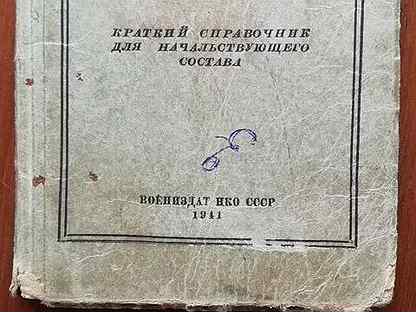 КРАТКИЙ СПРАВОЧНИК
ДЛЯ НАЧАЛЬСТВУЮЩЕГО
СОСТАВА
ВОЕНИЗДАТ НКО СССР
1941